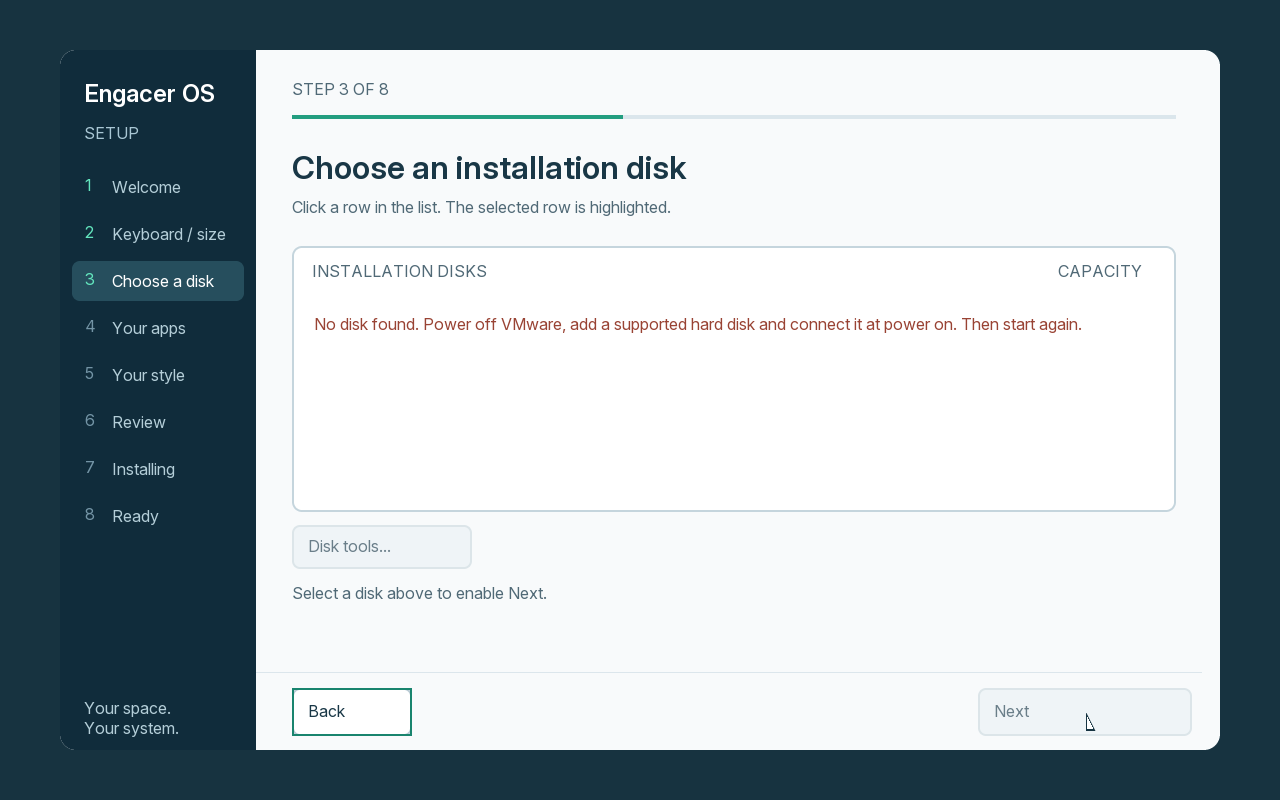 Engacer OS
SETUP
1 Welcome
2 Keyboard / size
3 Choose a disk
4 Your apps
5 Your style
6 Review
7 Installing
8 Ready
Your space.
Your system.
STEP 3 OF 8
Choose an installation disk
Click a row in the list. The selected row is highlighted.
INSTALLATION DISKS CAPACITY
No disk found. Power off VMware, add a supported hard disk and connect it at power on. Then start again.
Disk tools...
Select a disk above to enable Next.
Back Next